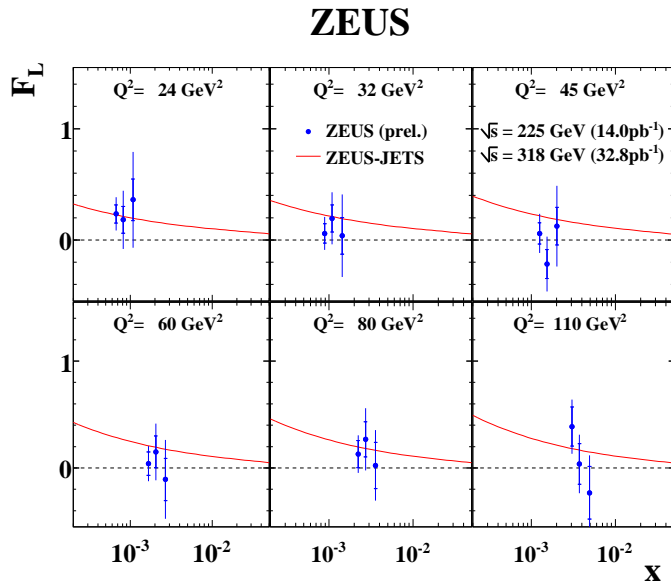 ZEUS
F_L
Q²= 24 GeV²
Q²= 32 GeV²
Q²= 45 GeV²
ZEUS (prel.)
ZEUS-JETS
√s = 225 GeV (14.0pb⁻¹)
√s = 318 GeV (32.8pb⁻¹)
1
0
Q²= 60 GeV²
Q²= 80 GeV²
Q²= 110 GeV²
1
0
10⁻³ 10⁻² 10⁻³ 10⁻² 10⁻³ 10⁻²
x